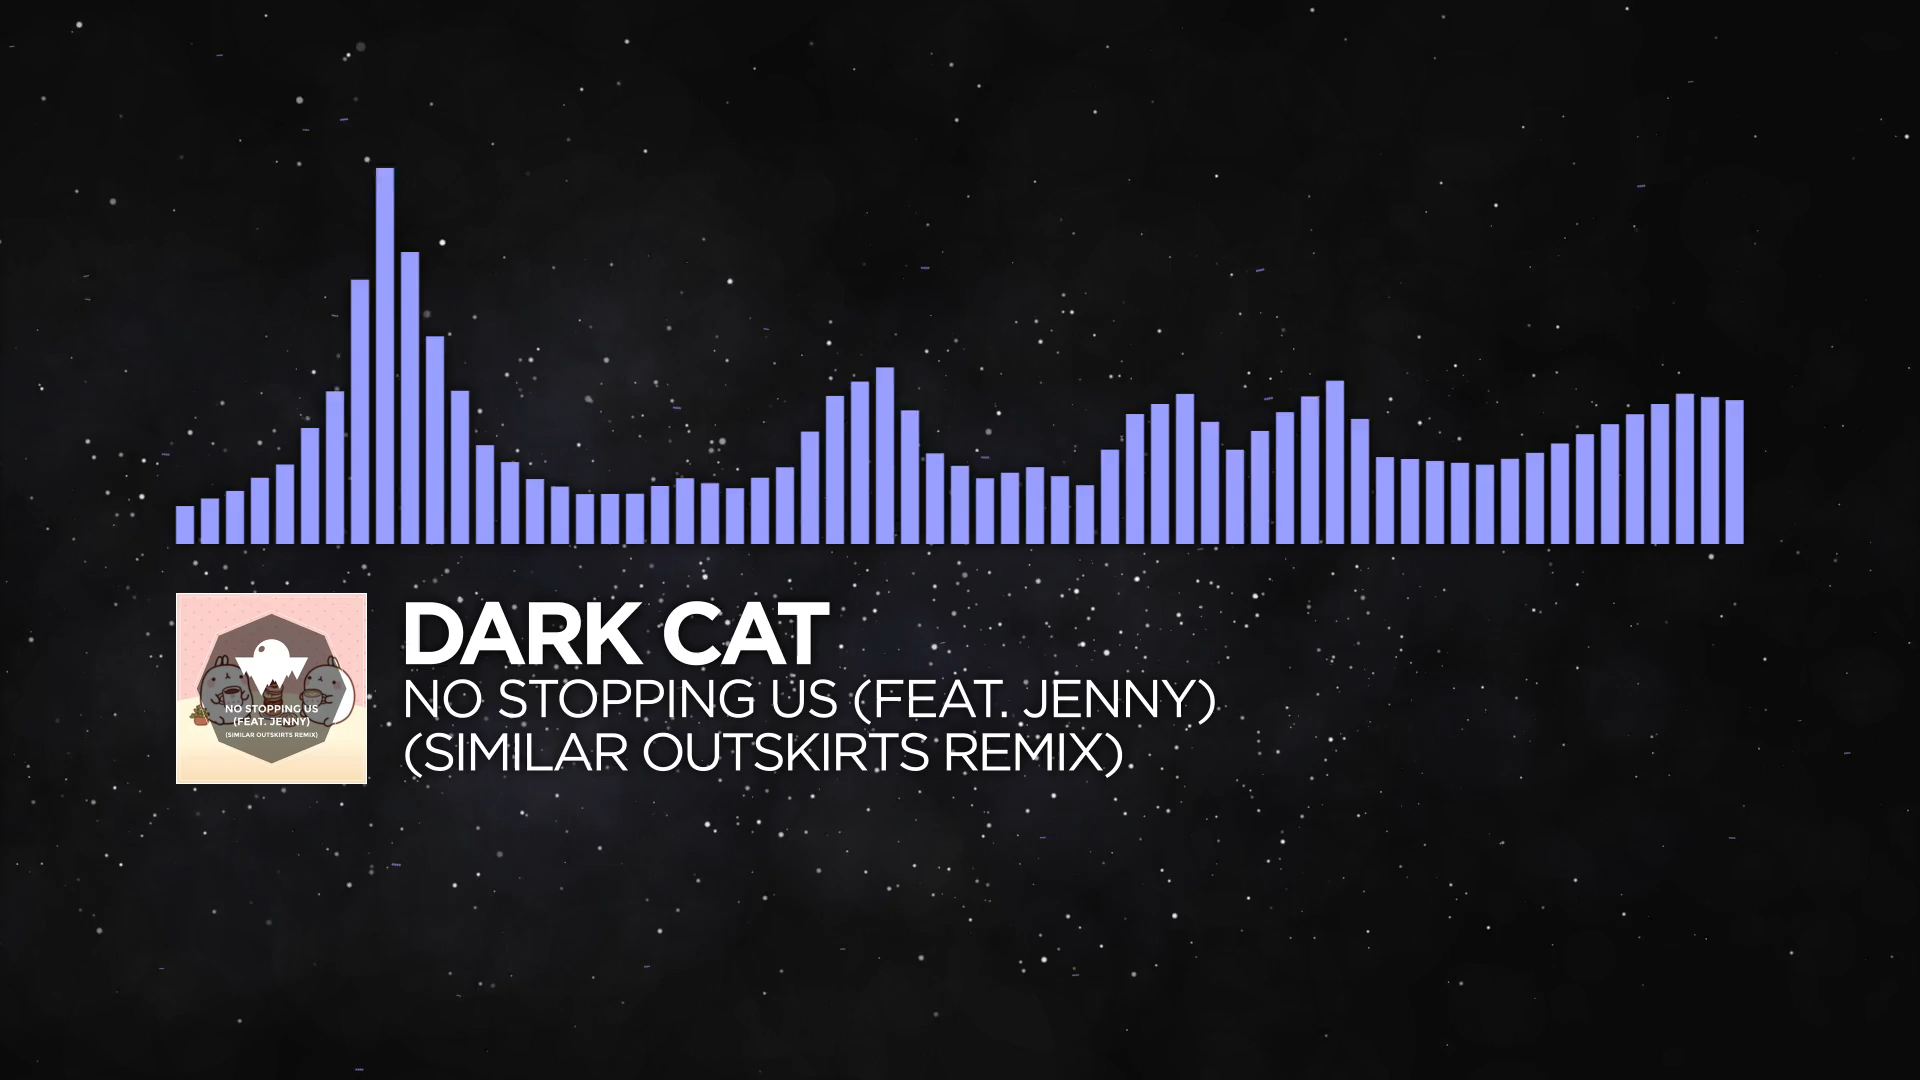 DARK CAT
NO STOPPING US (FEAT. JENNY)
(SIMILAR OUTSKIRTS REMIX)
NO STOPPING US
(FEAT. JENNY)
(SIMILAR OUTSKIRTS REMIX)